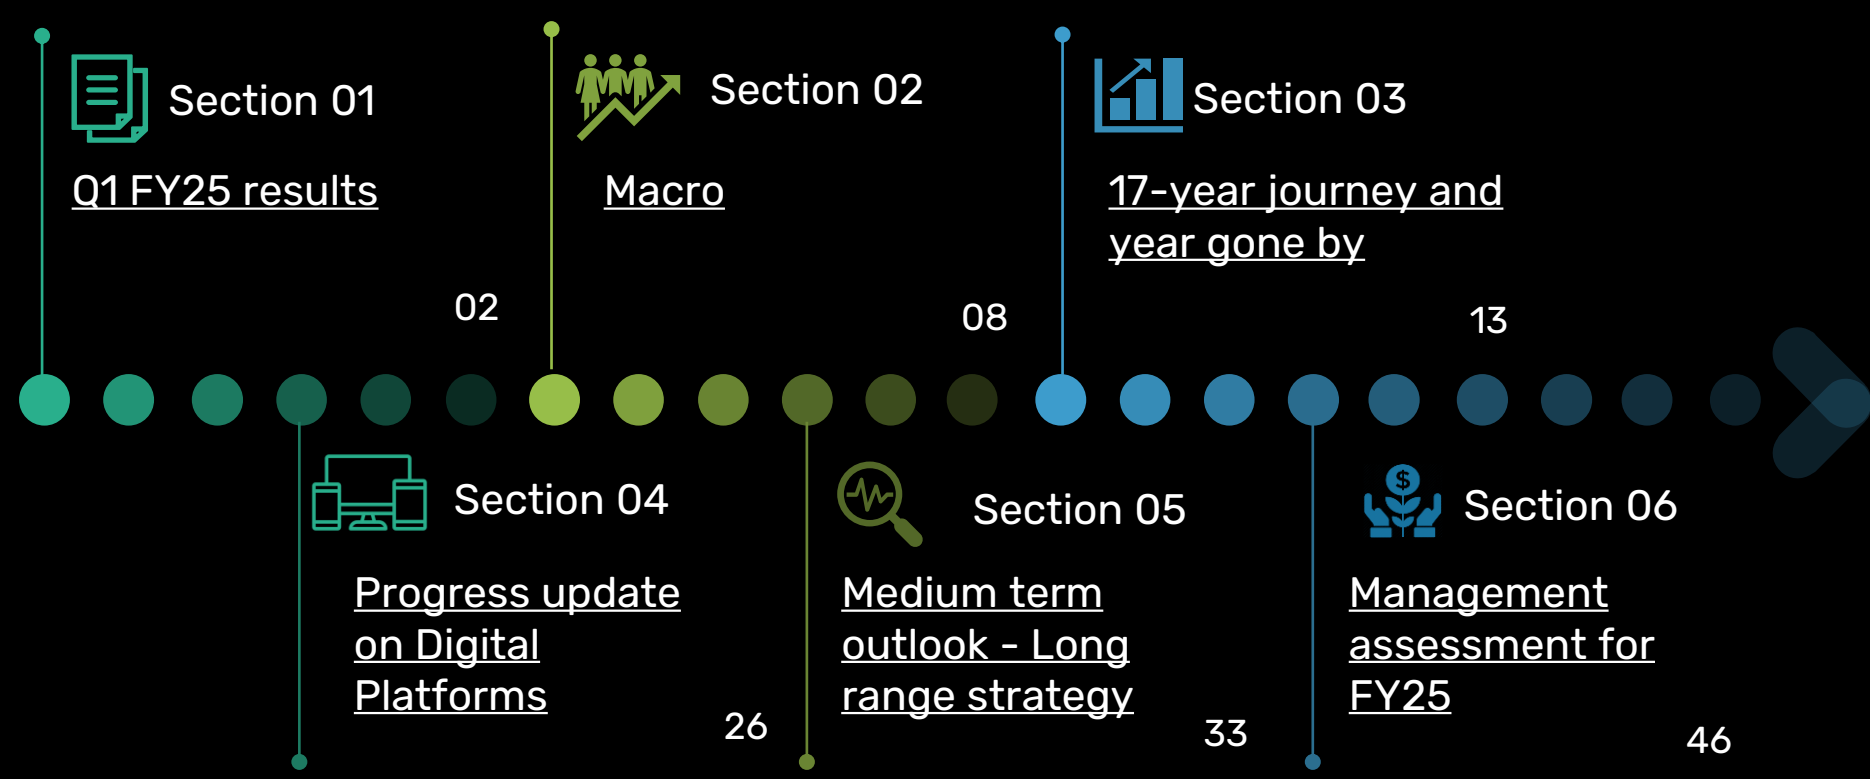 Section 01
Q1 FY25 results
02
Section 02
Macro
08
Section 03
17-year journey and
year gone by
13
Section 04
Progress update
on Digital
Platforms
26
Section 05
Medium term
outlook - Long
range strategy
33
$
Section 06
Management
assessment for
FY25
46